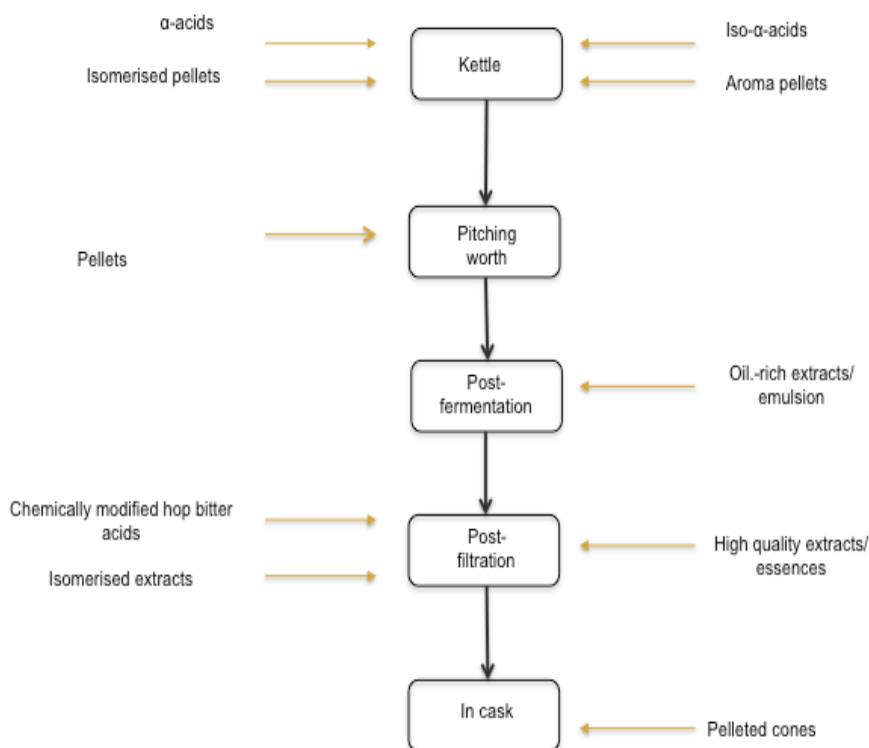 α-acids
Iso-α-acids
Kettle
Isomerised pellets
Aroma pellets
Pitching
worth
Pellets
Post-
fermentation
Oil.-rich extracts/
emulsion
Chemically modified hop bitter
acids
Post-
filtration
High quality extracts/
essences
Isomerised extracts
In cask
Pelleted cones